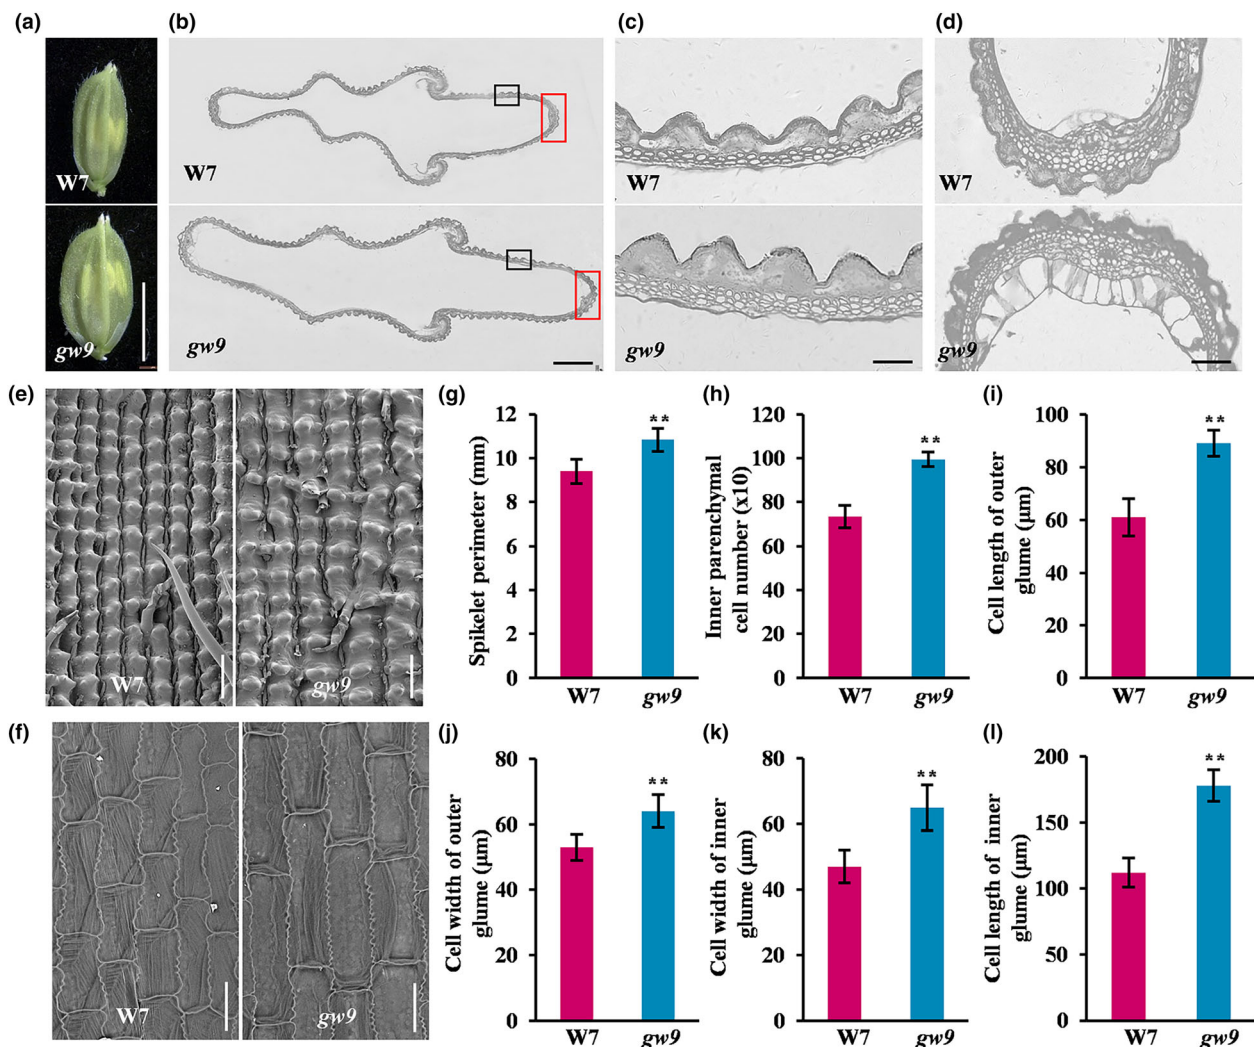 (a)
(b)
(c)
(d)
W7
W7
W7
W7
gw9
gw9
gw9
gw9
(e)
W7
gw9
(f)
W7
gw9
(g)
Spikelet perimeter (mm)
12
10
8
6
4
2
0
**
W7
gw9
(h)
Inner parenchymal
cell number (x10)
120
100
80
60
40
20
0
**
W7
gw9
(i)
Cell length of outer
glume (µm)
100
80
60
40
20
0
**
W7
gw9
(j)
Cell width of outer
glume (µm)
80
60
40
20
0
**
W7
gw9
(k)
Cell width of inner
glume (µm)
80
60
40
20
0
**
W7
gw9
(l)
Cell length of inner
glume (µm)
200
150
100
50
0
**
W7
gw9